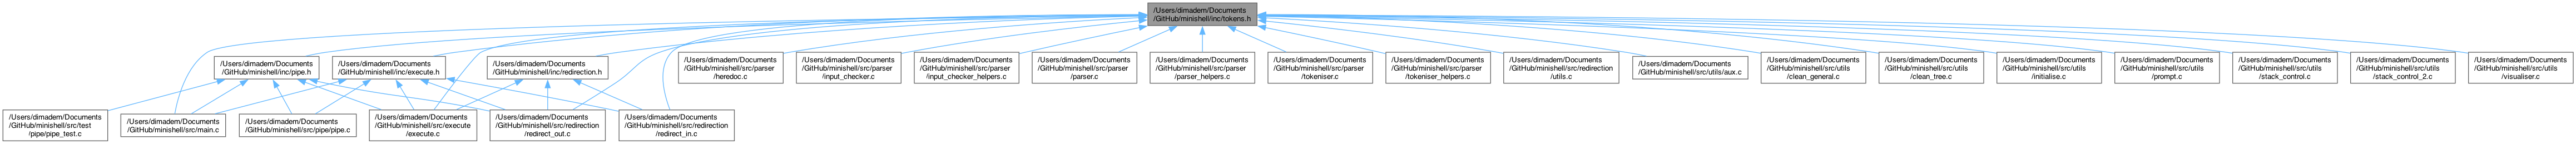 /Users/dimadem/Documents
/GitHub/minishell/inc/tokens.h
/Users/dimadem/Documents
/GitHub/minishell/inc/pipe.h
/Users/dimadem/Documents
/GitHub/minishell/inc/execute.h
/Users/dimadem/Documents
/GitHub/minishell/inc/redirection.h
/Users/dimadem/Documents
/GitHub/minishell/src/parser
/heredoc.c
/Users/dimadem/Documents
/GitHub/minishell/src/parser
/input_checker.c
/Users/dimadem/Documents
/GitHub/minishell/src/parser
/input_checker_helpers.c
/Users/dimadem/Documents
/GitHub/minishell/src/parser
/parser.c
/Users/dimadem/Documents
/GitHub/minishell/src/parser
/parser_helpers.c
/Users/dimadem/Documents
/GitHub/minishell/src/parser
/tokeniser.c
/Users/dimadem/Documents
/GitHub/minishell/src/parser
/tokeniser_helpers.c
/Users/dimadem/Documents
/GitHub/minishell/src/redirection
/utils.c
/Users/dimadem/Documents
/GitHub/minishell/src/utils/aux.c
/Users/dimadem/Documents
/GitHub/minishell/src/utils
/clean_general.c
/Users/dimadem/Documents
/GitHub/minishell/src/utils
/clean_tree.c
/Users/dimadem/Documents
/GitHub/minishell/src/utils
/initialise.c
/Users/dimadem/Documents
/GitHub/minishell/src/utils
/prompt.c
/Users/dimadem/Documents
/GitHub/minishell/src/utils
/stack_control.c
/Users/dimadem/Documents
/GitHub/minishell/src/utils
/stack_control_2.c
/Users/dimadem/Documents
/GitHub/minishell/src/utils
/visualiser.c
/Users/dimadem/Documents
/GitHub/minishell/src/test
/pipe/pipe_test.c
/Users/dimadem/Documents
/GitHub/minishell/src/main.c
/Users/dimadem/Documents
/GitHub/minishell/src/pipe/pipe.c
/Users/dimadem/Documents
/GitHub/minishell/src/execute
/execute.c
/Users/dimadem/Documents
/GitHub/minishell/src/redirection
/redirect_out.c
/Users/dimadem/Documents
/GitHub/minishell/src/redirection
/redirect_in.c